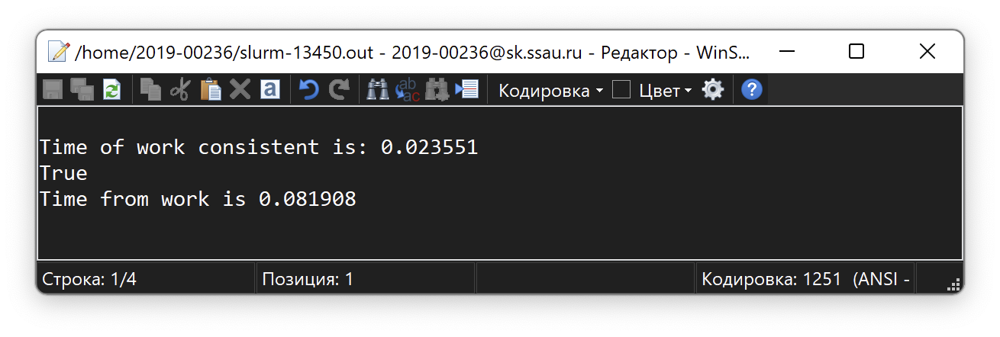 /home/2019-00236/slurm-13450.out - 2019-00236@sk.ssau.ru - Редактор - WinS...
Кодировка Цвет
Time of work consistent is: 0.023551
True
Time from work is 0.081908
Строка: 1/4 Позиция: 1 Кодировка: 1251 (ANSI -